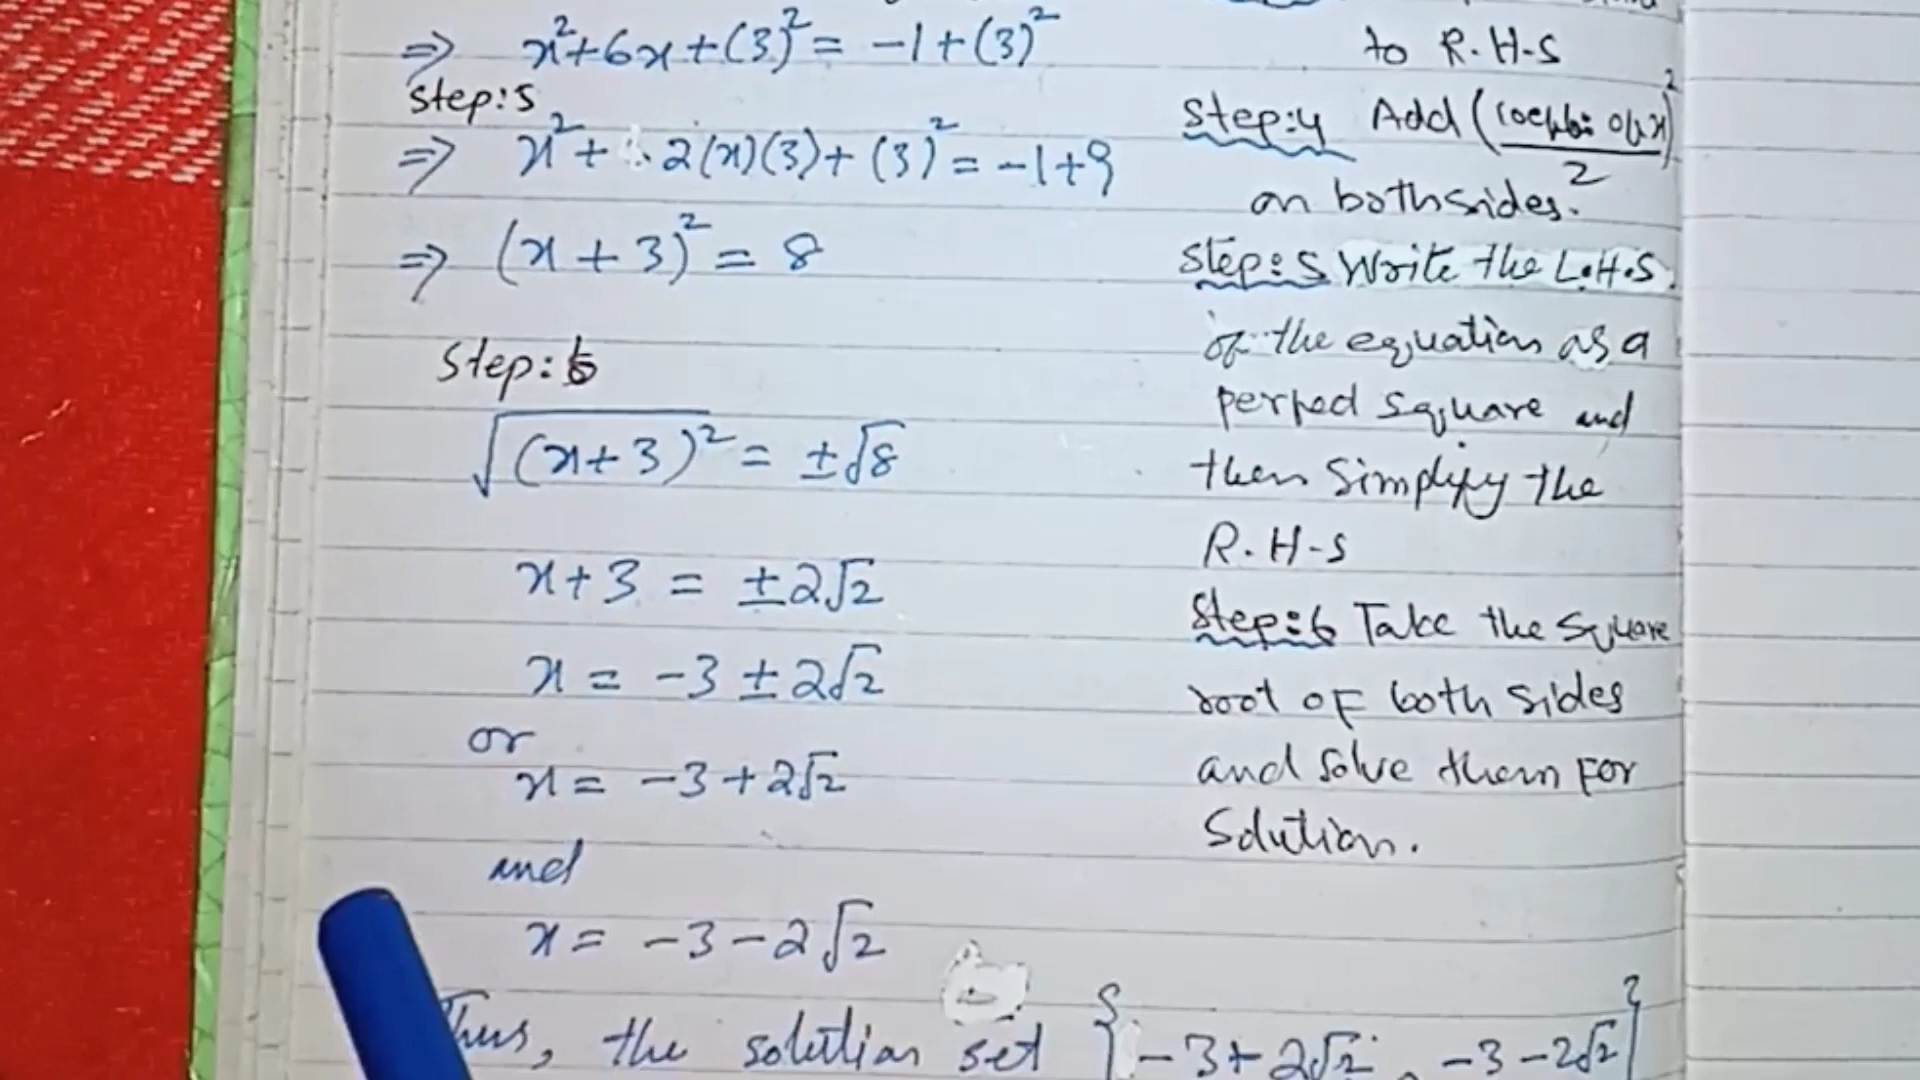 ⇒ x²+6x+(3)² = -1+(3)²
Step:5
⇒ x²+ 2(x)(3)+(3)² = -1+9
⇒ (x+3)² = 8
Step:6
√(x+3)² = ±√8
x+3 = ±2√2
x = -3 ± 2√2
or
x = -3+2√2
and
x = -3-2√2
Thus, the solution set {-3+2√2, -3-2√2}
to R.H.S
Step:4 Add ( of x / 2)²
on both sides.
Step:5 Write the L.H.S.
of the equation as a
square and
then Simplify the
R.H.S
Step:6 Take the Square
root of both sides
and solve them for
Solution.